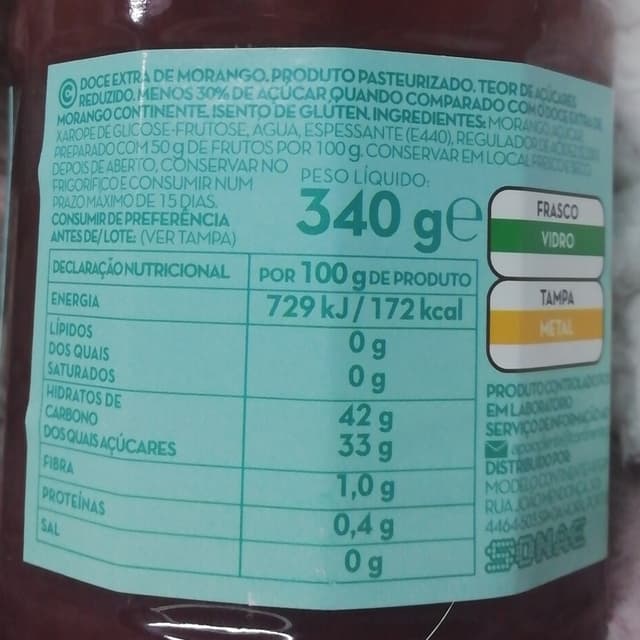 C DOCE EXTRA DE MORANGO. PRODUTO PASTEURIZADO. TEOR DE AÇÚCARES
REDUZIDO. MENOS 30% DE AÇÚCAR QUANDO COMPARADO COM O DOCE EXTRA DE
MORANGO CONTINENTE. ISENTO DE GLÚTEN. INGREDIENTES: MORANGO, AÇÚCAR,
XAROPE DE GLUCOSE-FRUTOSE, ÁGUA, ESPESSANTE (E440), REGULADOR DE
PREPARADO COM 50 g DE FRUTOS POR 100 g. CONSERVAR EM LOCAL FRESCO E SECO
DEPOIS DE ABERTO, CONSERVAR NO
FRIGORIFICO E CONSUMIR NUM
PRAZO MÁXIMO DE 15 DIAS.
CONSUMIR DE PREFERÊNCIA
ANTES DE/ LOTE: (VER TAMPA)
PESO LÍQUIDO:
340 g e
FRASCO
VIDRO
TAMPA
METAL
DECLARAÇÃO NUTRICIONAL POR 100 g DE PRODUTO
ENERGIA 729 kJ / 172 kcal
LÍPIDOS 0 g
DOS QUAIS
SATURADOS 0 g
HIDRATOS DE
CARBONO 42 g
DOS QUAIS AÇÚCARES 33 g
FIBRA 1,0 g
PROTEÍNAS 0,4 g
SAL 0 g
PRODUTO CONTROLADO
EM LABORATÓRIO
SERVIÇO DE INFORMAÇÃO
DISTRIBUÍDO POR
MODELO CONTINENTE
RUA JOÃO MENDONÇA
SONAE